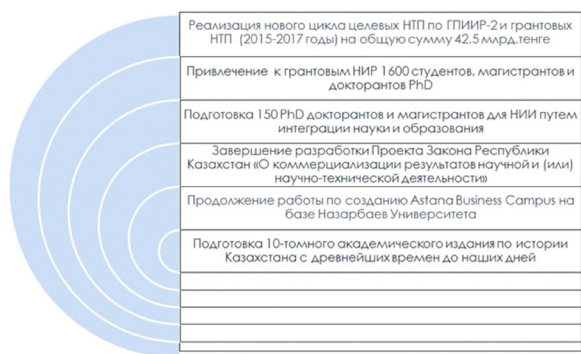 Реализация нового цикла целевых НТП по ГПИИР-2 и грантовых
НТП (2015-2017 годы) на общую сумму 42,5 млрд.тенге
Привлечение к грантовым НИР 1600 студентов, магистрантов и
докторантов PhD
Подготовка 150 PhD докторантов и магистрантов для НИИ путем
интеграции науки и образования
Завершение разработки Проекта Закона Республики
Казахстан «О коммерциализации результатов научной и (или)
научно-технической деятельности»
Продолжение работы по созданию Astana Business Campus на
базе Назарбаев Университета
Подготовка 10-томного академического издания по истории
Казахстана с древнейших времен до наших дней